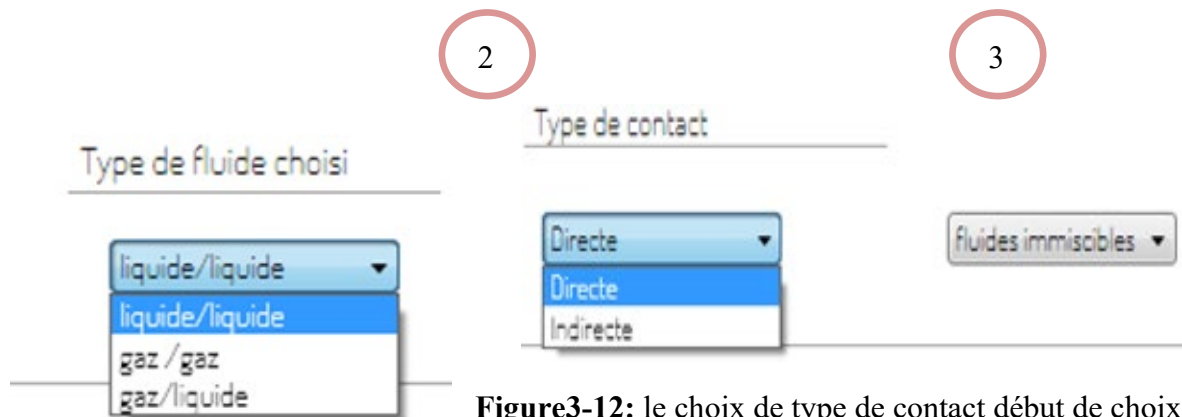 2
3
Type de fluide choisi
liquide/liquide
liquide/liquide
gaz /gaz
gaz/liquide
Type de contact
Directe
Directe
Indirecte
fluides immiscibles
Figure3-12: le choix de type de contact début de choix